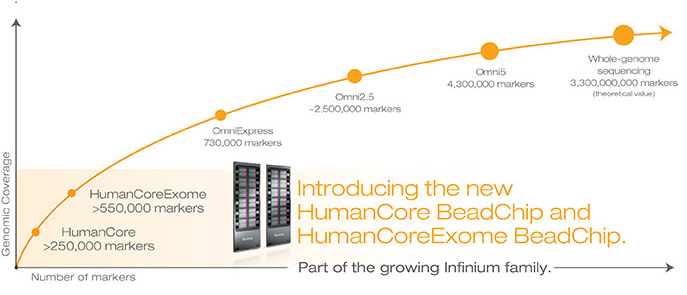 Whole-genome
sequencing
3,300,000,000 markers
(theoretical value)
Omni5
4,300,000 markers
Omni2.5
~2,500,000 markers
OmniExpress
730,000 markers
HumanCoreExome
>550,000 markers
HumanCore
>250,000 markers
Genomic Coverage
Number of markers
Introducing the new
HumanCore BeadChip and
HumanCoreExome BeadChip.
Part of the growing Infinium family.